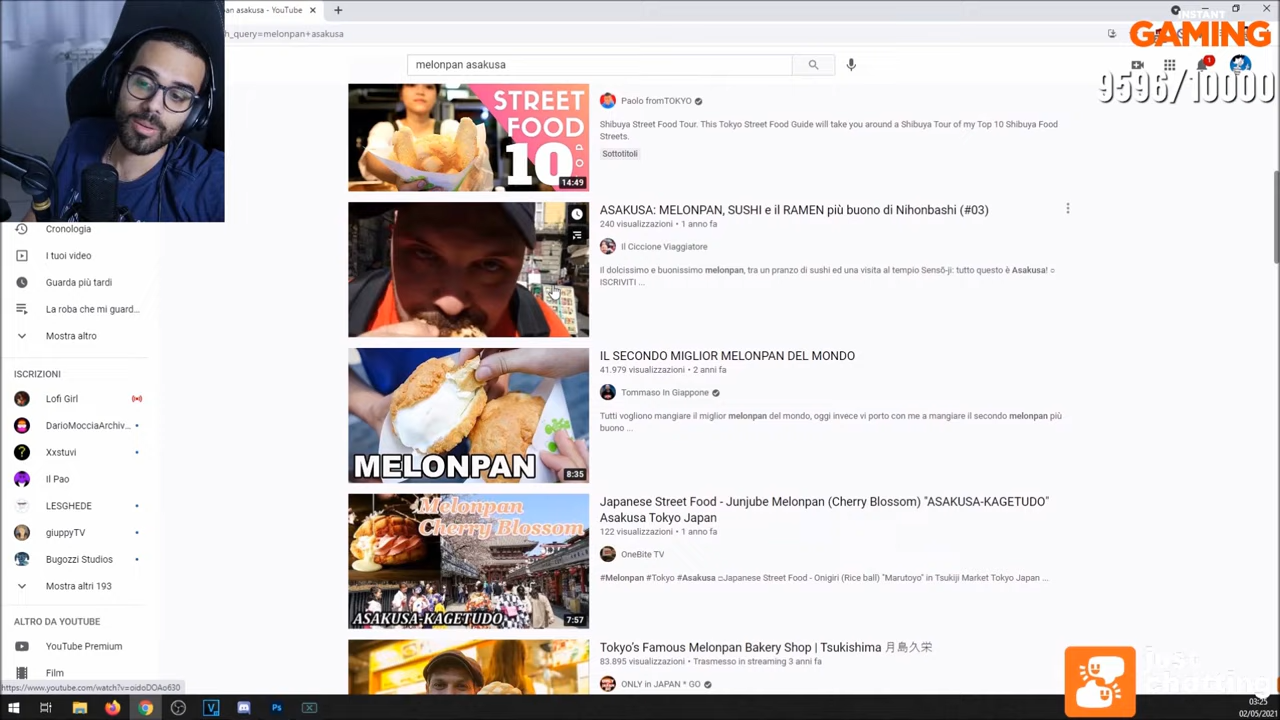 pan asakusa - YouTube
h_query=melonpan+asakusa
INSTANT
GAMING
melonpan asakusa
1
9596/10000
STREET
FOOD
TOP
10
14:49
Paolo fromTOKYO
Shibuya Street Food Tour. This Tokyo Street Food Guide will take you around a Shibuya Tour of my Top 10 Shibuya Food
Streets.
Sottotitoli
Cronologia
I tuoi video
Guarda più tardi
La roba che mi guard...
Mostra altro
ISCRIZIONI
Lofi Girl
DarioMocciaArchiv...
Xxstuvi
Il Pao
LESGHEDE
giuppyTV
Bugozzi Studios
Mostra altri 193
ALTRO DA YOUTUBE
YouTube Premium
Film
ASAKUSA: MELONPAN, SUSHI e il RAMEN più buono di Nihonbashi (#03)
240 visualizzazioni • 1 anno fa
Il Ciccione Viaggiatore
Il dolcissimo e buonissimo melonpan, tra un pranzo di sushi ed una visita al tempio Sensō-ji: tutto questo è Asakusa! ○
ISCRIVITI ...
MELONPAN
8:35
IL SECONDO MIGLIOR MELONPAN DEL MONDO
41.979 visualizzazioni • 2 anni fa
Tommaso In Giappone
Tutti vogliono mangiare il miglior melonpan del mondo, oggi invece vi porto con me a mangiare il secondo melonpan più
buono ...
Melonpan
Cherry Blossom
ASAKUSA-KAGETUDO
7:57
Japanese Street Food - Junjube Melonpan (Cherry Blossom) "ASAKUSA-KAGETUDO"
Asakusa Tokyo Japan
122 visualizzazioni • 1 anno fa
OneBite TV
#Melonpan #Tokyo #Asakusa □Japanese Street Food - Onigiri (Rice ball) "Marutoyo" in Tsukiji Market Tokyo Japan ...
Tokyo's Famous Melonpan Bakery Shop | Tsukishima 月島久栄
83.895 visualizzazioni • Trasmesso in streaming 3 anni fa
ONLY in JAPAN * GO
https://www.youtube.com/watch?v=oidoDOAo630
just
chatting
03:25
02/05/2021